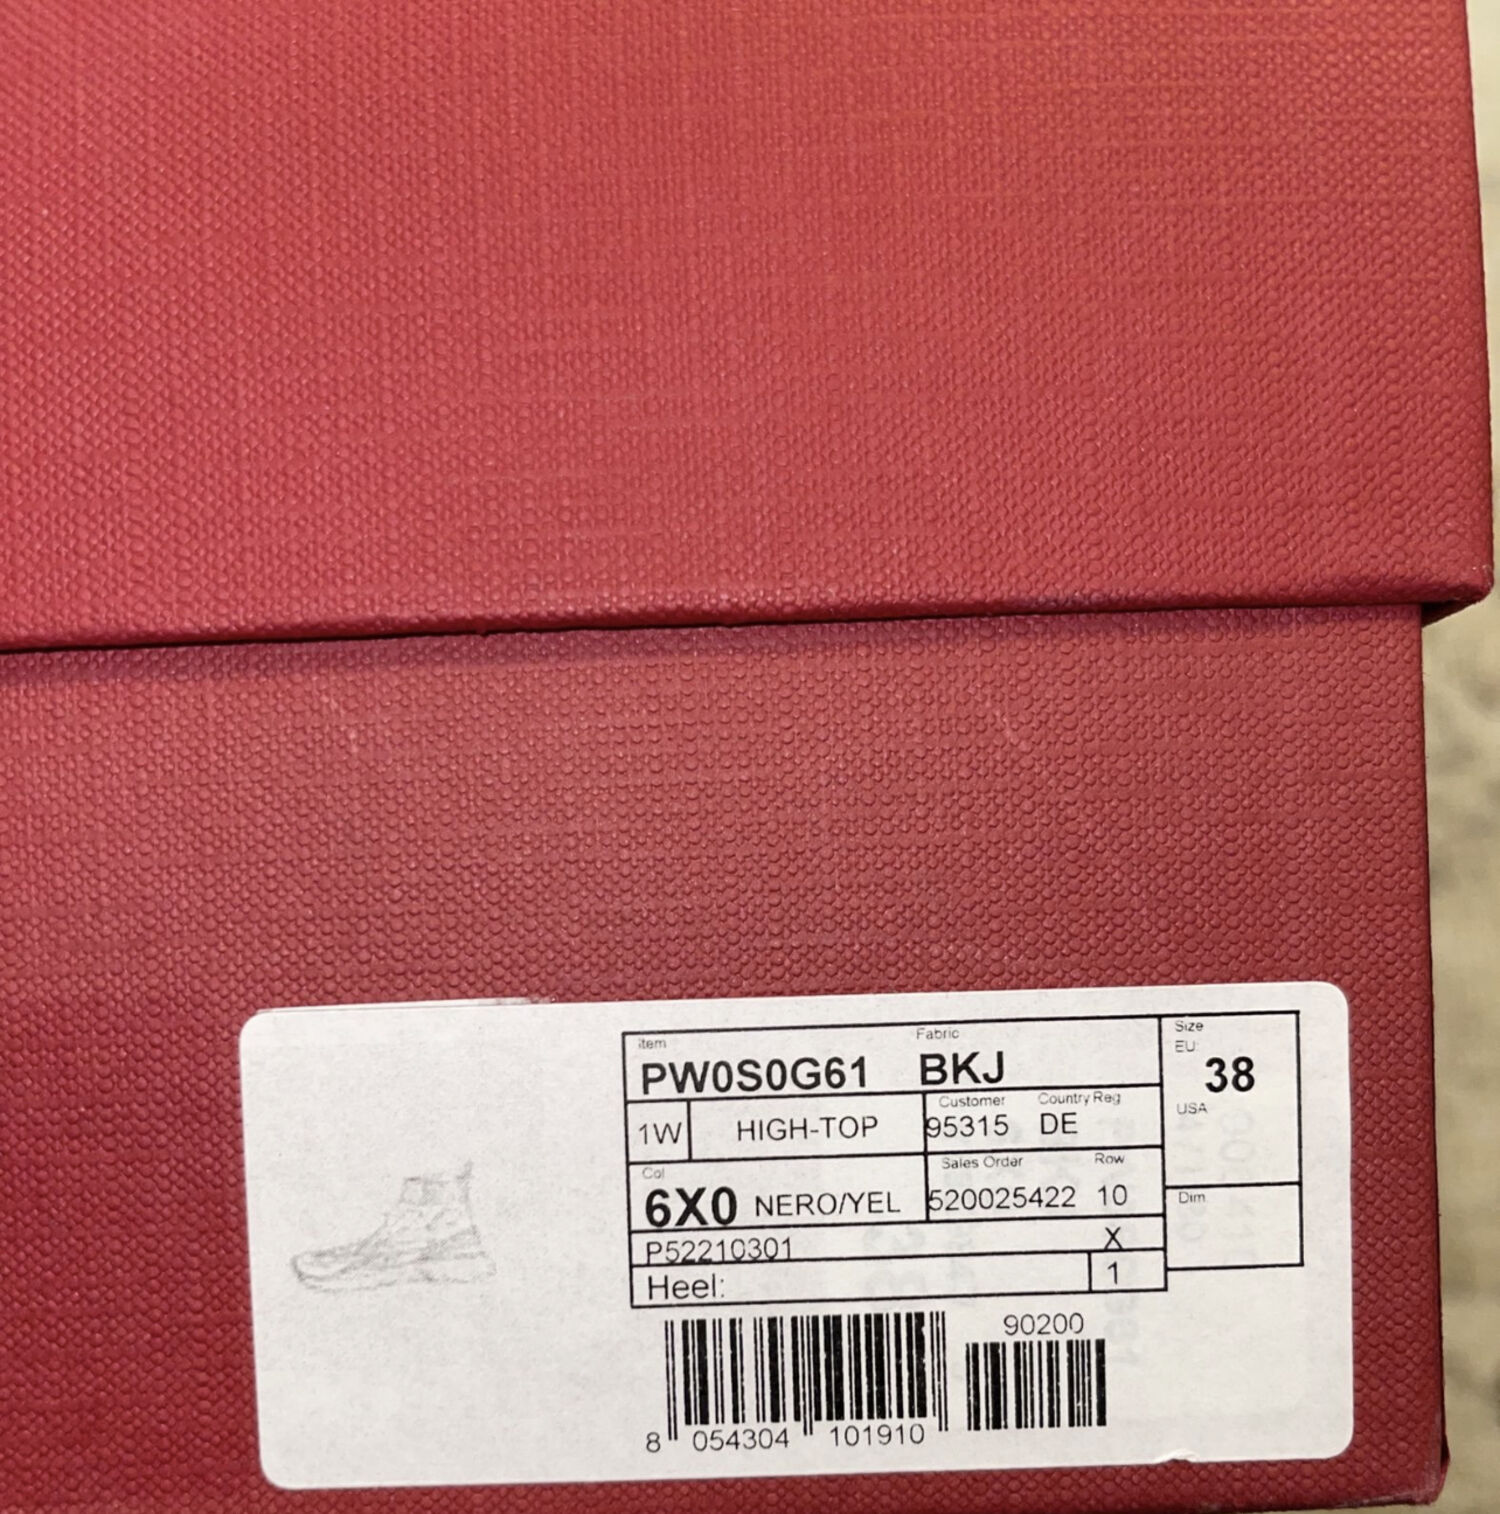 Item Fabric
PW0S0G61 BKJ
Size
EU:
38
USA
1W HIGH-TOP
Customer Country Reg
95315 DE
Col
6X0 NERO/YEL
Sales Order Row
520025422 10
Dim.
P52210301 X
Heel: 1
90200
8 054304 101910